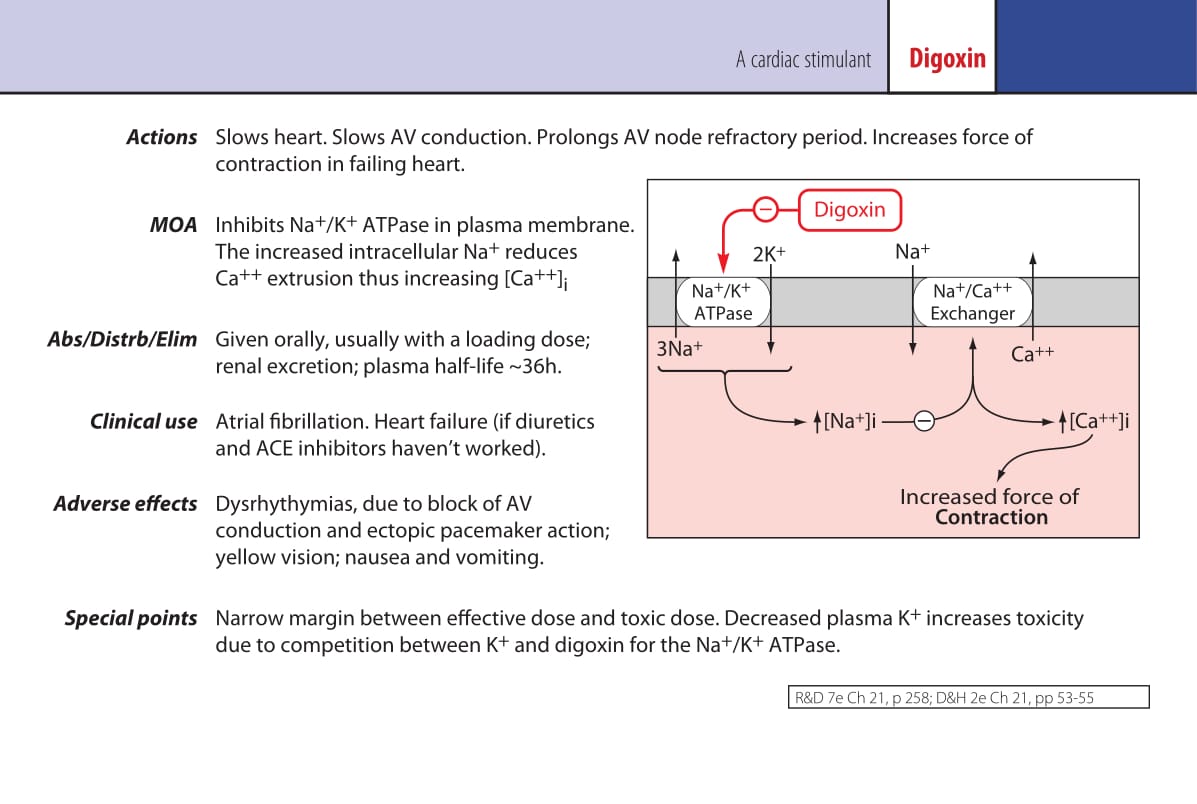 A cardiac stimulant
Digoxin
Actions
Slows heart. Slows AV conduction. Prolongs AV node refractory period. Increases force of
contraction in failing heart.
MOA
Inhibits Na+/K+ ATPase in plasma membrane.
The increased intracellular Na+ reduces
Ca++ extrusion thus increasing [Ca++]i
Abs/Distrb/Elim
Given orally, usually with a loading dose;
renal excretion; plasma half-life ~36h.
Clinical use
Atrial fibrillation. Heart failure (if diuretics
and ACE inhibitors haven’t worked).
Adverse effects
Dysrhythymias, due to block of AV
conduction and ectopic pacemaker action;
yellow vision; nausea and vomiting.
− Digoxin
2K+
Na+
Na+/K+
ATPase
Na+/Ca++
Exchanger
3Na+
Ca++
[Na+]i
−
[Ca++]i
Increased force of
Contraction
Special points
Narrow margin between effective dose and toxic dose. Decreased plasma K+ increases toxicity
due to competition between K+ and digoxin for the Na+/K+ ATPase.
R&D 7e Ch 21, p 258; D&H 2e Ch 21, pp 53-55